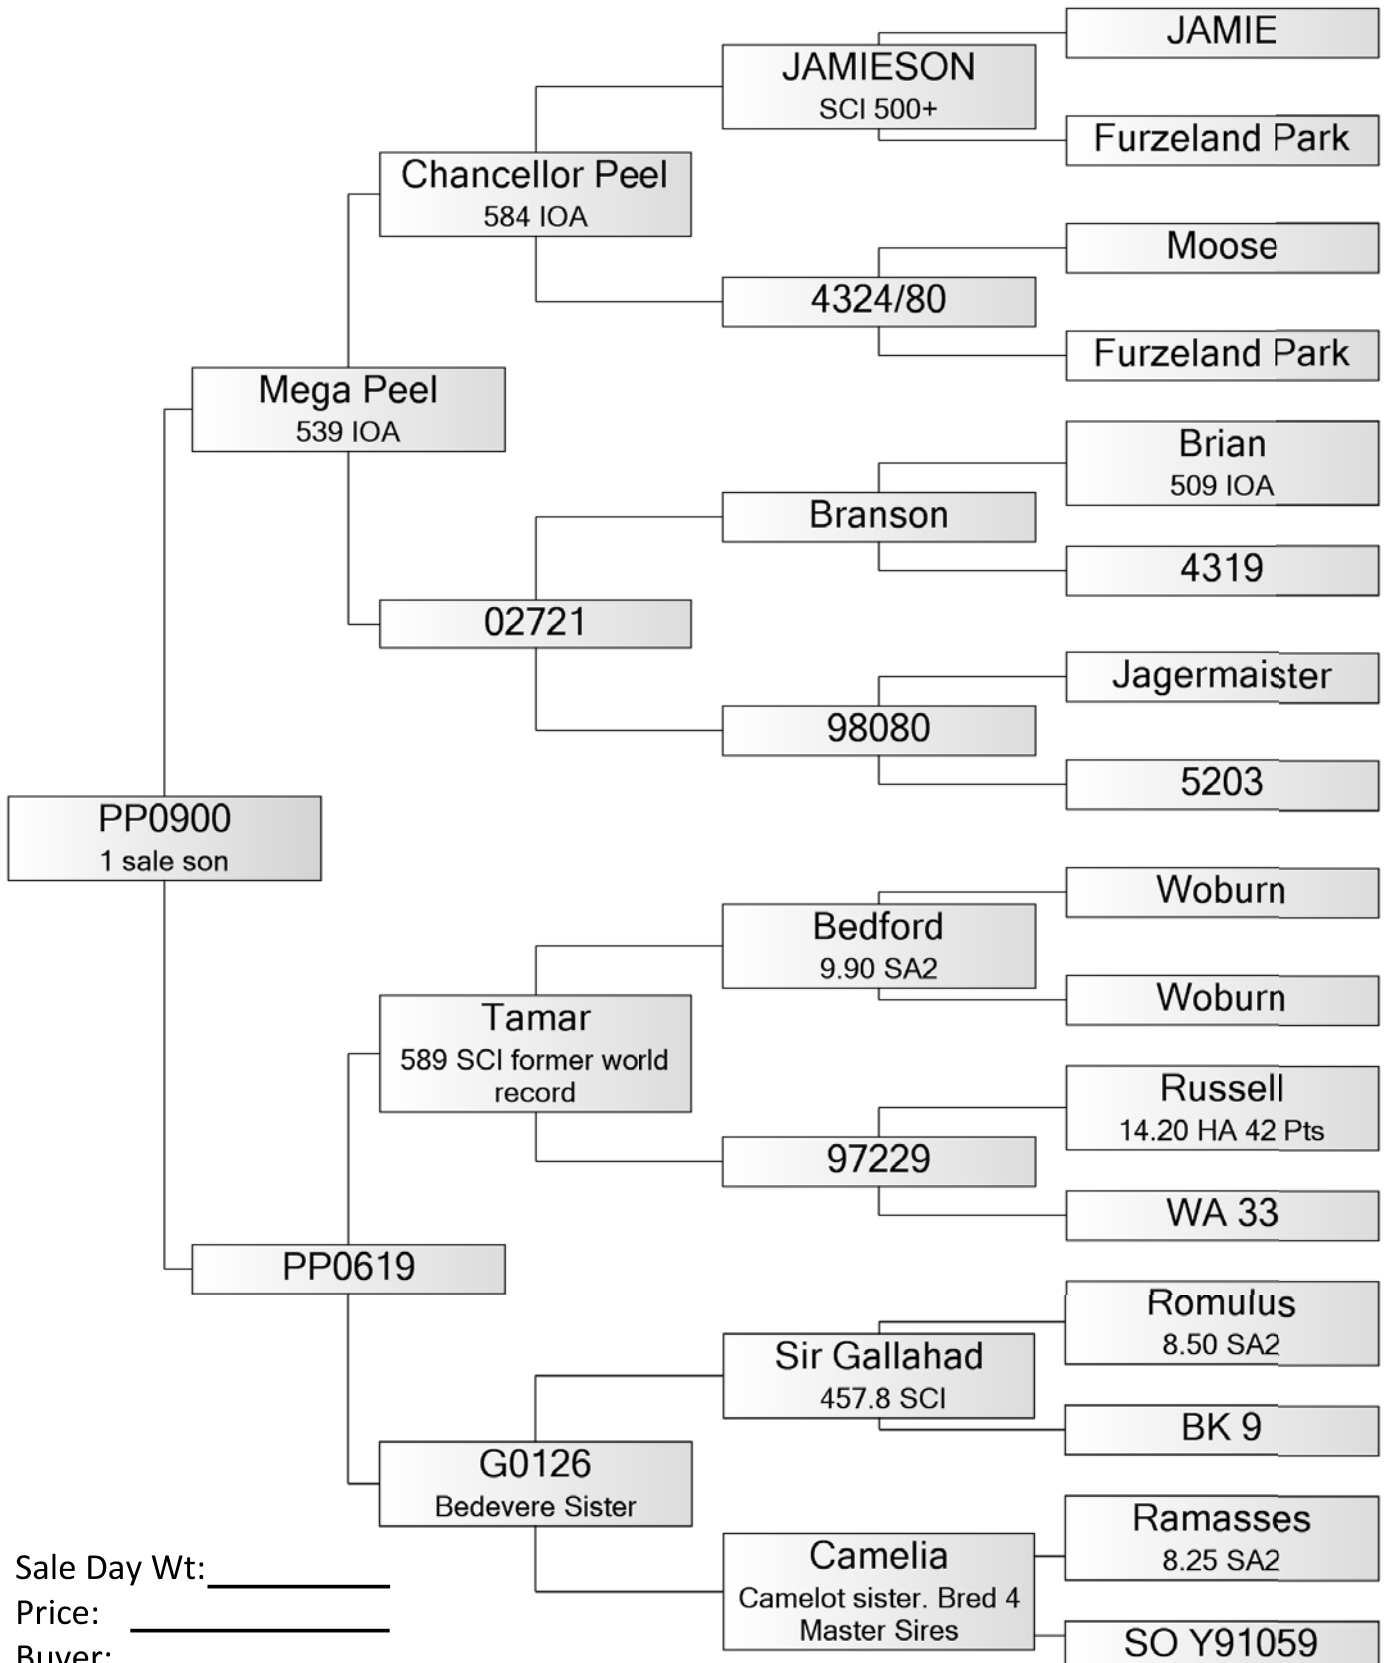 JAMIE
JAMIESON
SCI 500+
Furzeland Park
Chancellor Peel
584 IOA
Moose
4324/80
Furzeland Park
Mega Peel
539 IOA
Brian
509 IOA
Branson
4319
02721
Jagermaister
98080
5203
PP0900
1 sale son
Woburn
Bedford
9.90 SA2
Woburn
Tamar
589 SCI former world
record
Russell
14.20 HA 42 Pts
97229
WA 33
PP0619
Romulus
8.50 SA2
Sir Gallahad
457.8 SCI
BK 9
G0126
Bedevere Sister
Ramasses
8.25 SA2
Camelia
Camelot sister. Bred 4
Master Sires
SO Y91059
Sale Day Wt:
Price:
Buyer: